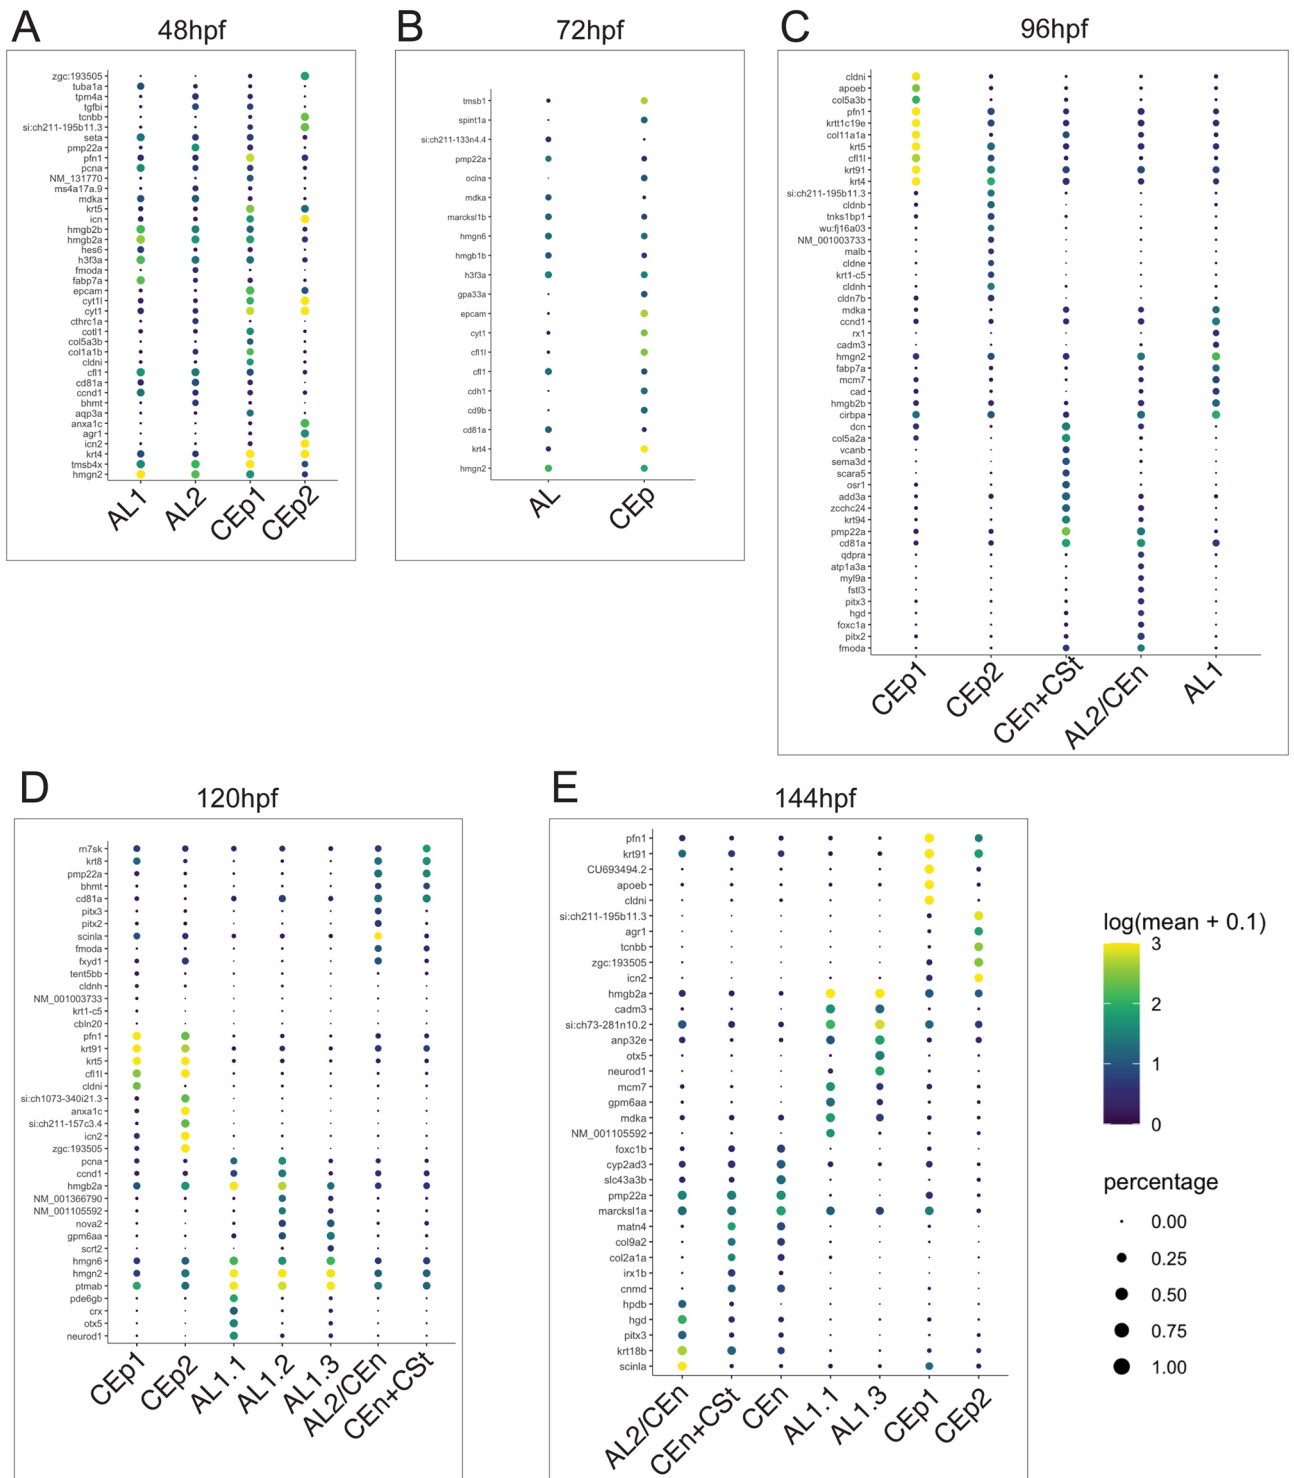 A
48hpf
zgc:193505
tuba1a
tpm4a
tgfbi
tcnbb
si:ch211-195b11.3
seta
pmp22a
pfn1
pcna
NM_131770
ms4a17a.9
mdka
krt5
icn
hmgb2b
hmgb2a
hes6
h3f3a
fmoda
fabp7a
epcam
cyt1l
cyt1
cthrc1a
cotl1
col5a3b
col1a1b
cldni
cfl1
cd81a
ccnd1
bhmt
aqp3a
anxa1c
agr1
icn2
krt4
tmsb4x
hmgn2
AL1
AL2
CEp1
CEp2
B
72hpf
tmsb1
spint1a
si:ch211-133n4.4
pmp22a
oclna
mdka
marcksl1b
hmgn6
hmgb1b
h3f3a
gpa33a
epcam
cyt1
cfl1l
cfl1
cdh1
cd9b
cd81a
krt4
hmgn2
AL
CEp
C
96hpf
cldni
apoeb
col5a3b
pfn1
krtt1c19e
col11a1a
krt5
cfl1l
krt91
krt4
si:ch211-195b11.3
cldnb
tnks1bp1
wu:fj16a03
NM_001003733
malb
cldne
krt1-c5
cldnh
cldn7b
mdka
ccnd1
rx1
cadm3
hmgn2
fabp7a
mcm7
cad
hmgb2b
cirbpa
dcn
col5a2a
vcanb
sema3d
scara5
osr1
add3a
zcchc24
krt94
pmp22a
cd81a
qdpra
atp1a3a
myl9a
fstl3
pitx3
hgd
foxc1a
pitx2
fmoda
CEp1
CEp2
CEn+CSt
AL2/CEn
AL1
D
120hpf
rn7sk
krt8
pmp22a
bhmt
cd81a
pitx3
pitx2
scinla
fmoda
fxyd1
tent5bb
cldnh
NM_001003733
krt1-c5
cbln20
pfn1
krt91
krt5
cfl1l
cldni
si:ch1073-340i21.3
anxa1c
si:ch211-157c3.4
icn2
zgc:193505
pcna
ccnd1
hmgb2a
NM_001366790
NM_001105592
nova2
gpm6aa
scrt2
hmgn6
hmgn2
ptmab
pde6gb
crx
otx5
neurod1
CEp1
CEp2
AL1.1
AL1.2
AL1.3
AL2/CEn
CEn+CSt
E
144hpf
pfn1
krt91
CU693494.2
apoeb
cldni
si:ch211-195b11.3
agr1
tcnbb
zgc:193505
icn2
hmgb2a
cadm3
si:ch73-281n10.2
anp32e
otx5
neurod1
mcm7
gpm6aa
mdka
NM_001105592
foxc1b
cyp2ad3
slc43a3b
pmp22a
marcksl1a
matn4
col9a2
col2a1a
irx1b
cnmd
hpdb
hgd
pitx3
krt18b
scinla
AL2/CEn
CEn+CSt
CEn
AL1.1
AL1.3
CEp1
CEp2
log(mean + 0.1)
3
2
1
0
percentage
0.00
0.25
0.50
0.75
1.00